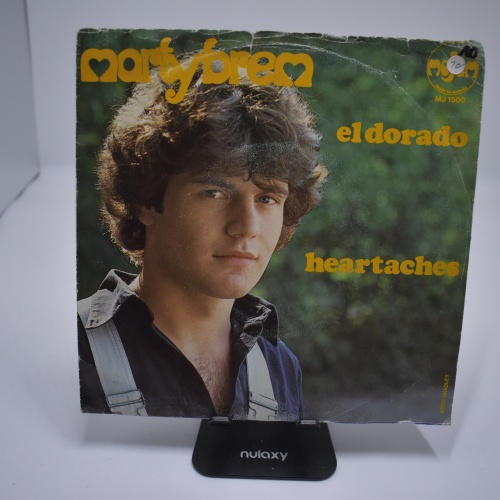 marty brem
MJ 1500
el dorado
heartaches
nulaxy